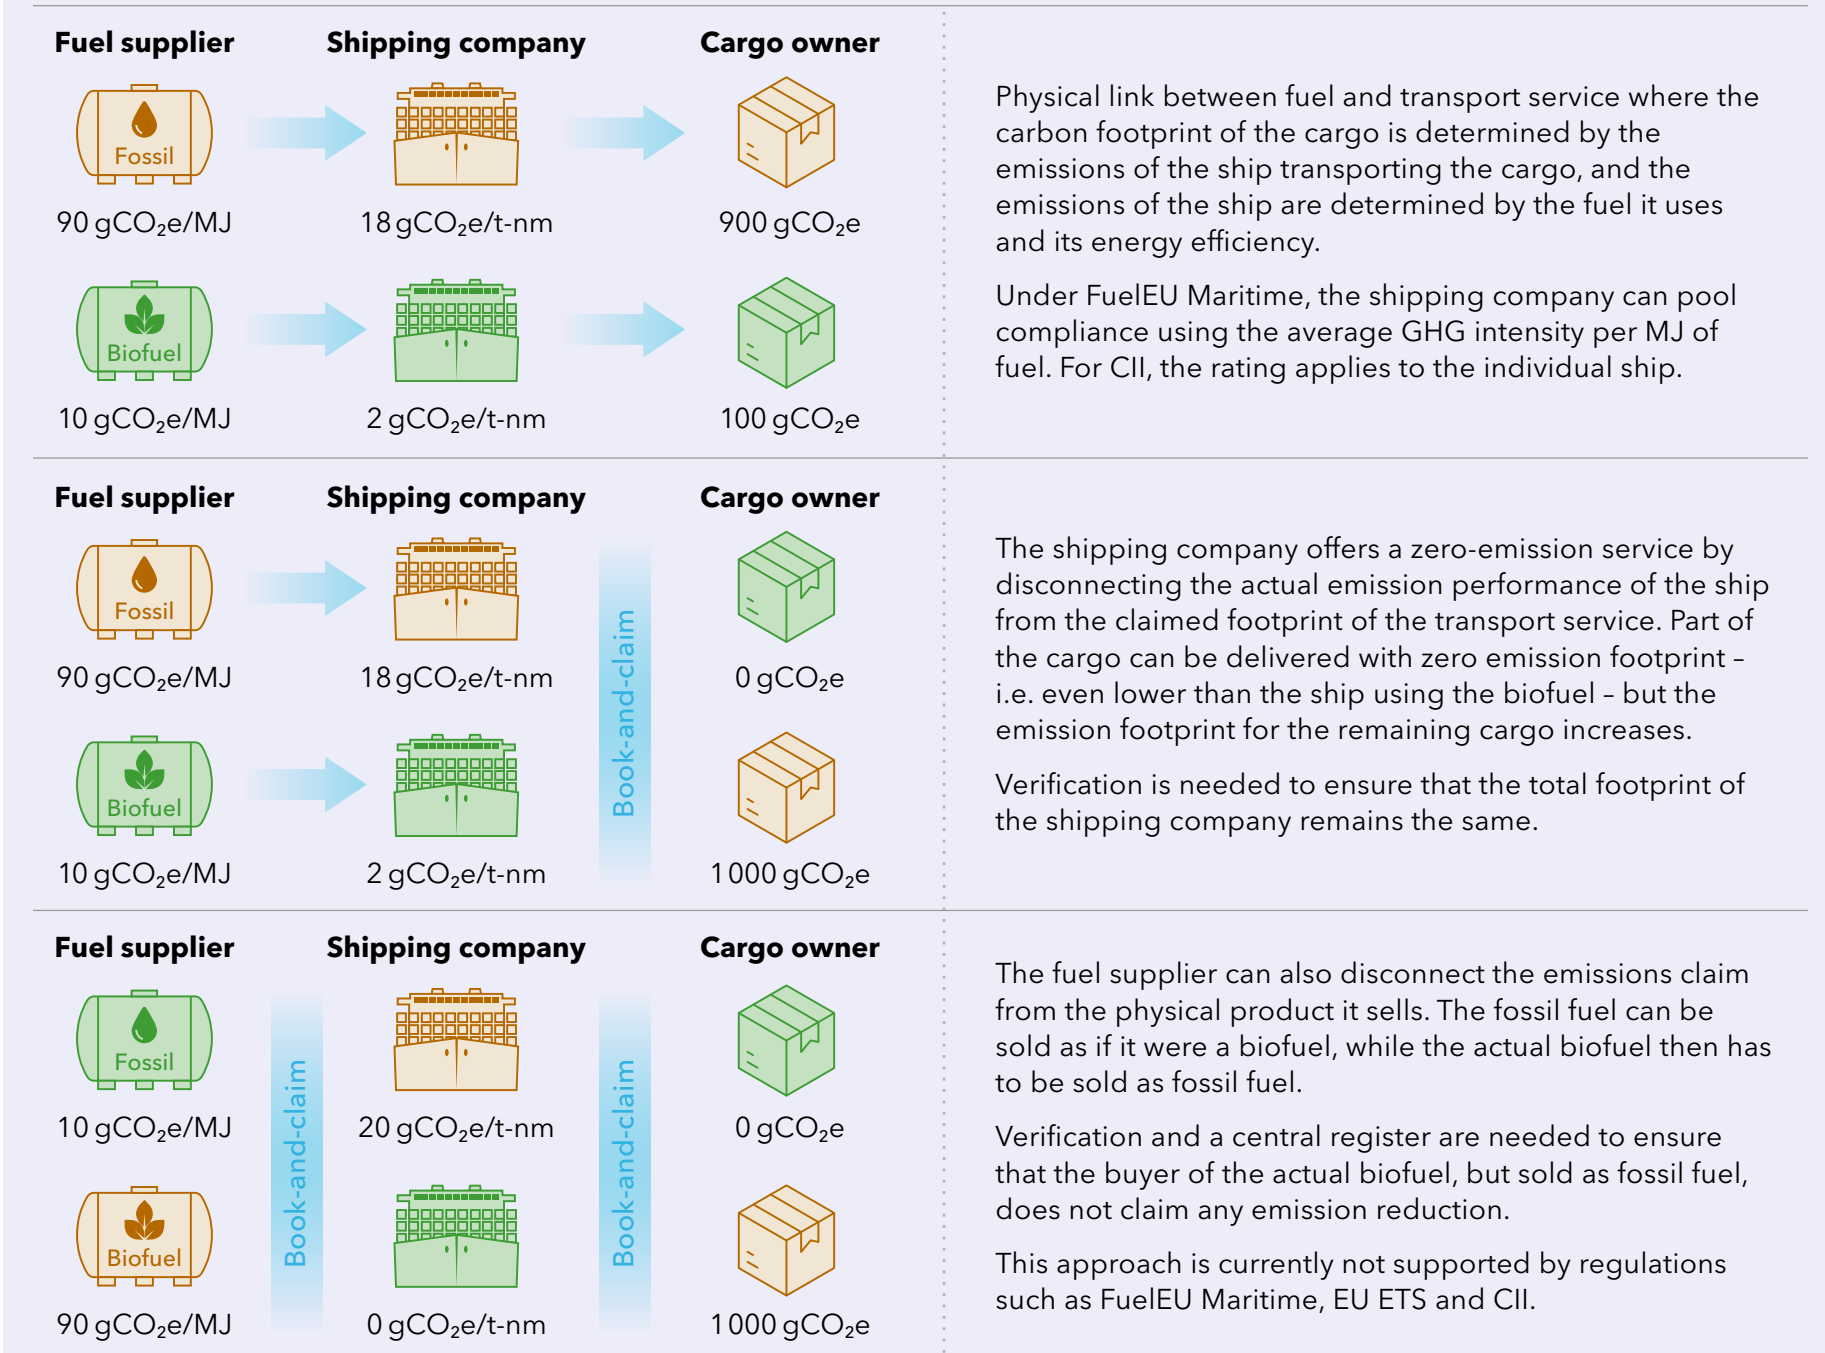 Fuel supplier
Shipping company
Cargo owner
Fossil
90 gCO₂e/MJ
18 gCO₂e/t-nm
900 gCO₂e
Biofuel
10 gCO₂e/MJ
2 gCO₂e/t-nm
100 gCO₂e
Physical link between fuel and transport service where the
carbon footprint of the cargo is determined by the
emissions of the ship transporting the cargo, and the
emissions of the ship are determined by the fuel it uses
and its energy efficiency.
Under FuelEU Maritime, the shipping company can pool
compliance using the average GHG intensity per MJ of
fuel. For CII, the rating applies to the individual ship.
Fuel supplier
Shipping company
Cargo owner
Fossil
90 gCO₂e/MJ
18 gCO₂e/t-nm
Book-and-claim
0 gCO₂e
Biofuel
10 gCO₂e/MJ
2 gCO₂e/t-nm
1000 gCO₂e
The shipping company offers a zero-emission service by
disconnecting the actual emission performance of the ship
from the claimed footprint of the transport service. Part of
the cargo can be delivered with zero emission footprint –
i.e. even lower than the ship using the biofuel – but the
emission footprint for the remaining cargo increases.
Verification is needed to ensure that the total footprint of
the shipping company remains the same.
Fuel supplier
Shipping company
Cargo owner
Fossil
10 gCO₂e/MJ
Book-and-claim
20 gCO₂e/t-nm
Book-and-claim
0 gCO₂e
Biofuel
90 gCO₂e/MJ
0 gCO₂e/t-nm
1000 gCO₂e
The fuel supplier can also disconnect the emissions claim
from the physical product it sells. The fossil fuel can be
sold as if it were a biofuel, while the actual biofuel then has
to be sold as fossil fuel.
Verification and a central register are needed to ensure
that the buyer of the actual biofuel, but sold as fossil fuel,
does not claim any emission reduction.
This approach is currently not supported by regulations
such as FuelEU Maritime, EU ETS and CII.